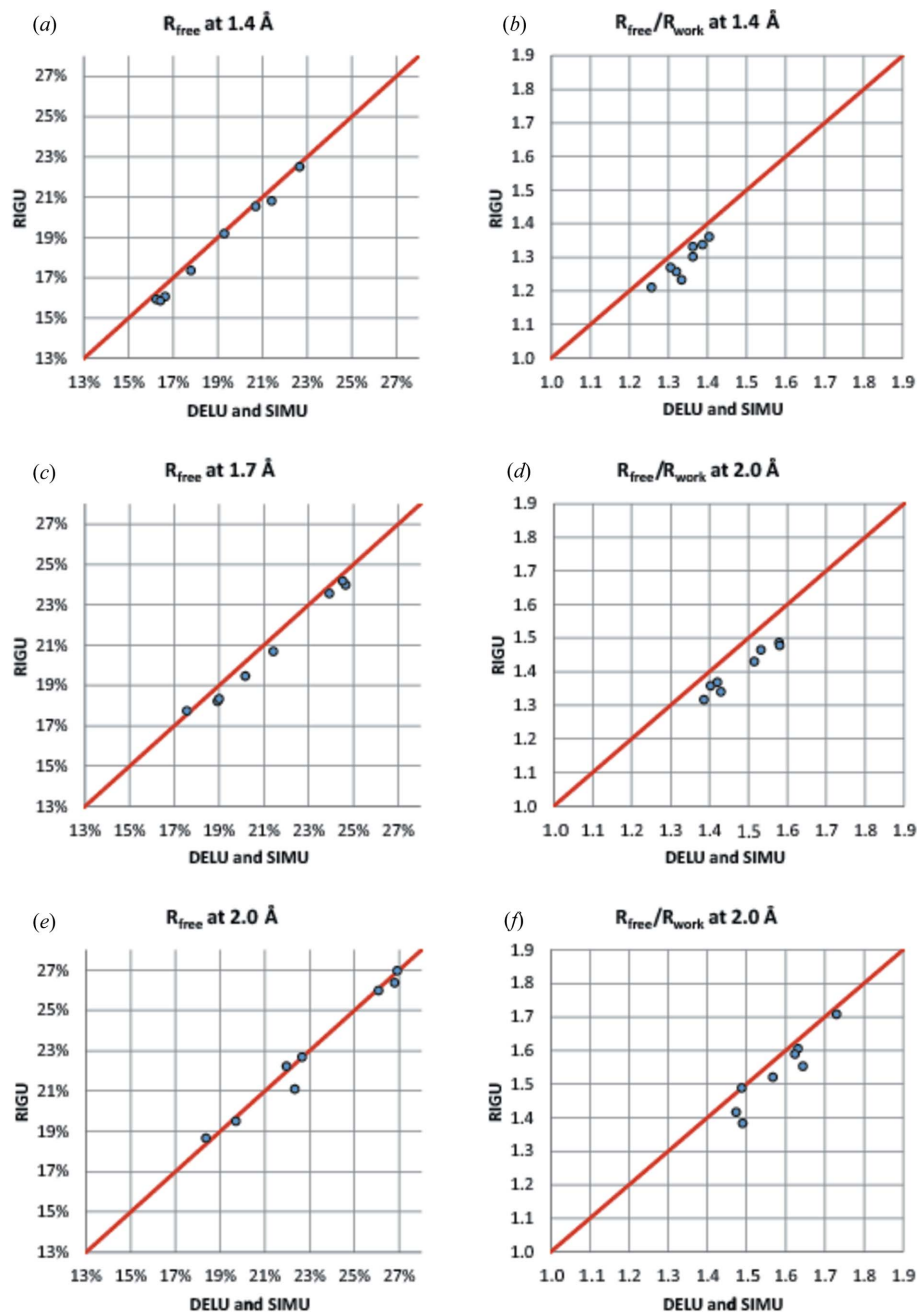 (a)
R_free at 1.4 Å
27%
25%
23%
21%
19%
17%
15%
13%
RIGU
13% 15% 17% 19% 21% 23% 25% 27%
DELU and SIMU
(b)
R_free/R_work at 1.4 Å
1.9
1.8
1.7
1.6
1.5
1.4
1.3
1.2
1.1
1.0
RIGU
1.0 1.1 1.2 1.3 1.4 1.5 1.6 1.7 1.8 1.9
DELU and SIMU
(c)
R_free at 1.7 Å
27%
25%
23%
21%
19%
17%
15%
13%
RIGU
13% 15% 17% 19% 21% 23% 25% 27%
DELU and SIMU
(d)
R_free/R_work at 2.0 Å
1.9
1.8
1.7
1.6
1.5
1.4
1.3
1.2
1.1
1.0
RIGU
1.0 1.1 1.2 1.3 1.4 1.5 1.6 1.7 1.8 1.9
DELU and SIMU
(e)
R_free at 2.0 Å
27%
25%
23%
21%
19%
17%
15%
13%
RIGU
13% 15% 17% 19% 21% 23% 25% 27%
DELU and SIMU
(f)
R_free/R_work at 2.0 Å
1.9
1.8
1.7
1.6
1.5
1.4
1.3
1.2
1.1
1.0
RIGU
1.0 1.1 1.2 1.3 1.4 1.5 1.6 1.7 1.8 1.9
DELU and SIMU